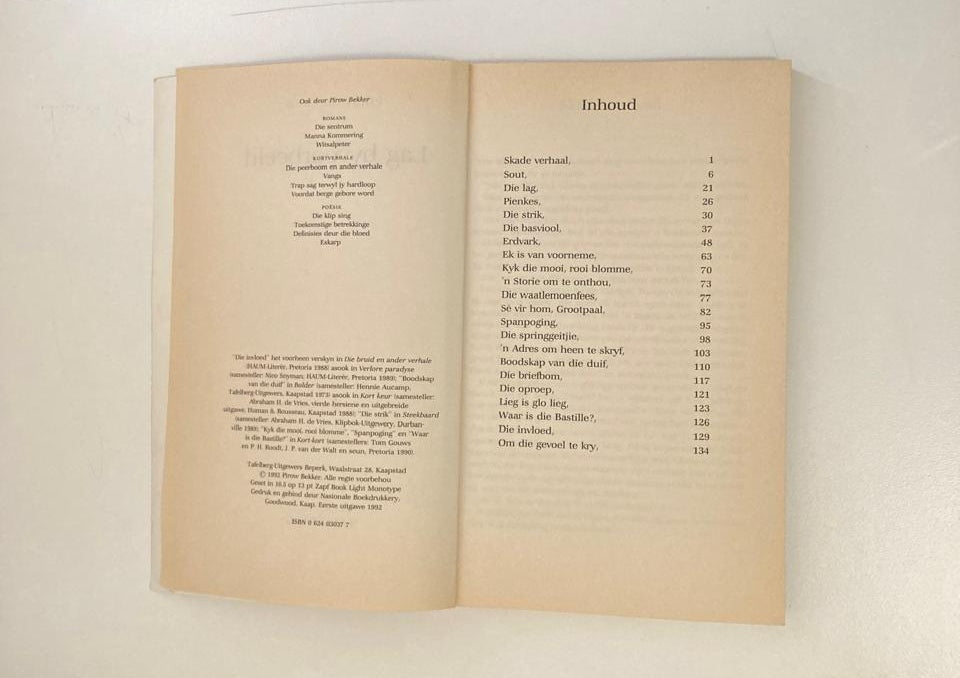 Ook deur Pirow Bekker
ROMANS
Die sentrum
Manna Kommering
Witsalpeter
KORTVERHALE
Die peerboom en ander verhale
Vangs
Trap sag terwyl jy hardloop
Voordat berge gebore word
POËSIE
Die klip sing
Toekomstige betrekkinge
Definisies deur die bloed
Eskarp
"Die invloed" het voorheen verskyn in Die bruid en ander verhale
(HAUM-Literêr, Pretoria 1988) asook in Verlore paradyse
(samesteller: Nico Snyman, HAUM-Literêr, Pretoria 1989); "Boodskap
van die duif" in Bolder (samesteller: Hennie Aucamp,
Tafelberg-Uitgewers, Kaapstad 1973) asook in Kort keur (samesteller:
Abraham H. de Vries, vierde hersiene en uitgebreide
uitgawe, Human & Rousseau, Kaapstad 1988); "Die strik" in Steekbaard
(samesteller Abraham H. de Vries, Klipbok-Uitgewery, Durban-
ville 1989); "Kyk die mooi, rooi blomme", "Spanpoging" en "Waar
is die Bastille?" in Kort-kort (samestellers: Tom Gouws
en P. H. Roodt, J. P. van der Walt en seun, Pretoria 1990).
Tafelberg-Uitgewers Beperk, Waalstraat 28, Kaapstad
© 1992 Pirow Bekker. Alle regte voorbehou
Geset in 10.5 op 13 pt Zapf Book Light Monotype
Gedruk en gebind deur Nasionale Boekdrukkery,
Goodwood, Kaap. Eerste uitgawe 1992
ISBN 0 624 03037 7
Inhoud
Skade verhaal, 1
Sout, 6
Die lag, 21
Pienkes, 26
Die strik, 30
Die basviool, 37
Erdvark, 48
Ek is van voorneme, 63
Kyk die mooi, rooi blomme, 70
'n Storie om te onthou, 73
Die waatlemoenfees, 77
Sê vir hom, Grootpaal, 82
Spanpoging, 95
Die springgeitjie, 98
'n Adres om heen te skryf, 103
Boodskap van die duif, 110
Die briefbom, 117
Die oproep, 121
Lieg is glo lieg, 123
Waar is die Bastille?, 126
Die invloed, 129
Om die gevoel te kry, 134